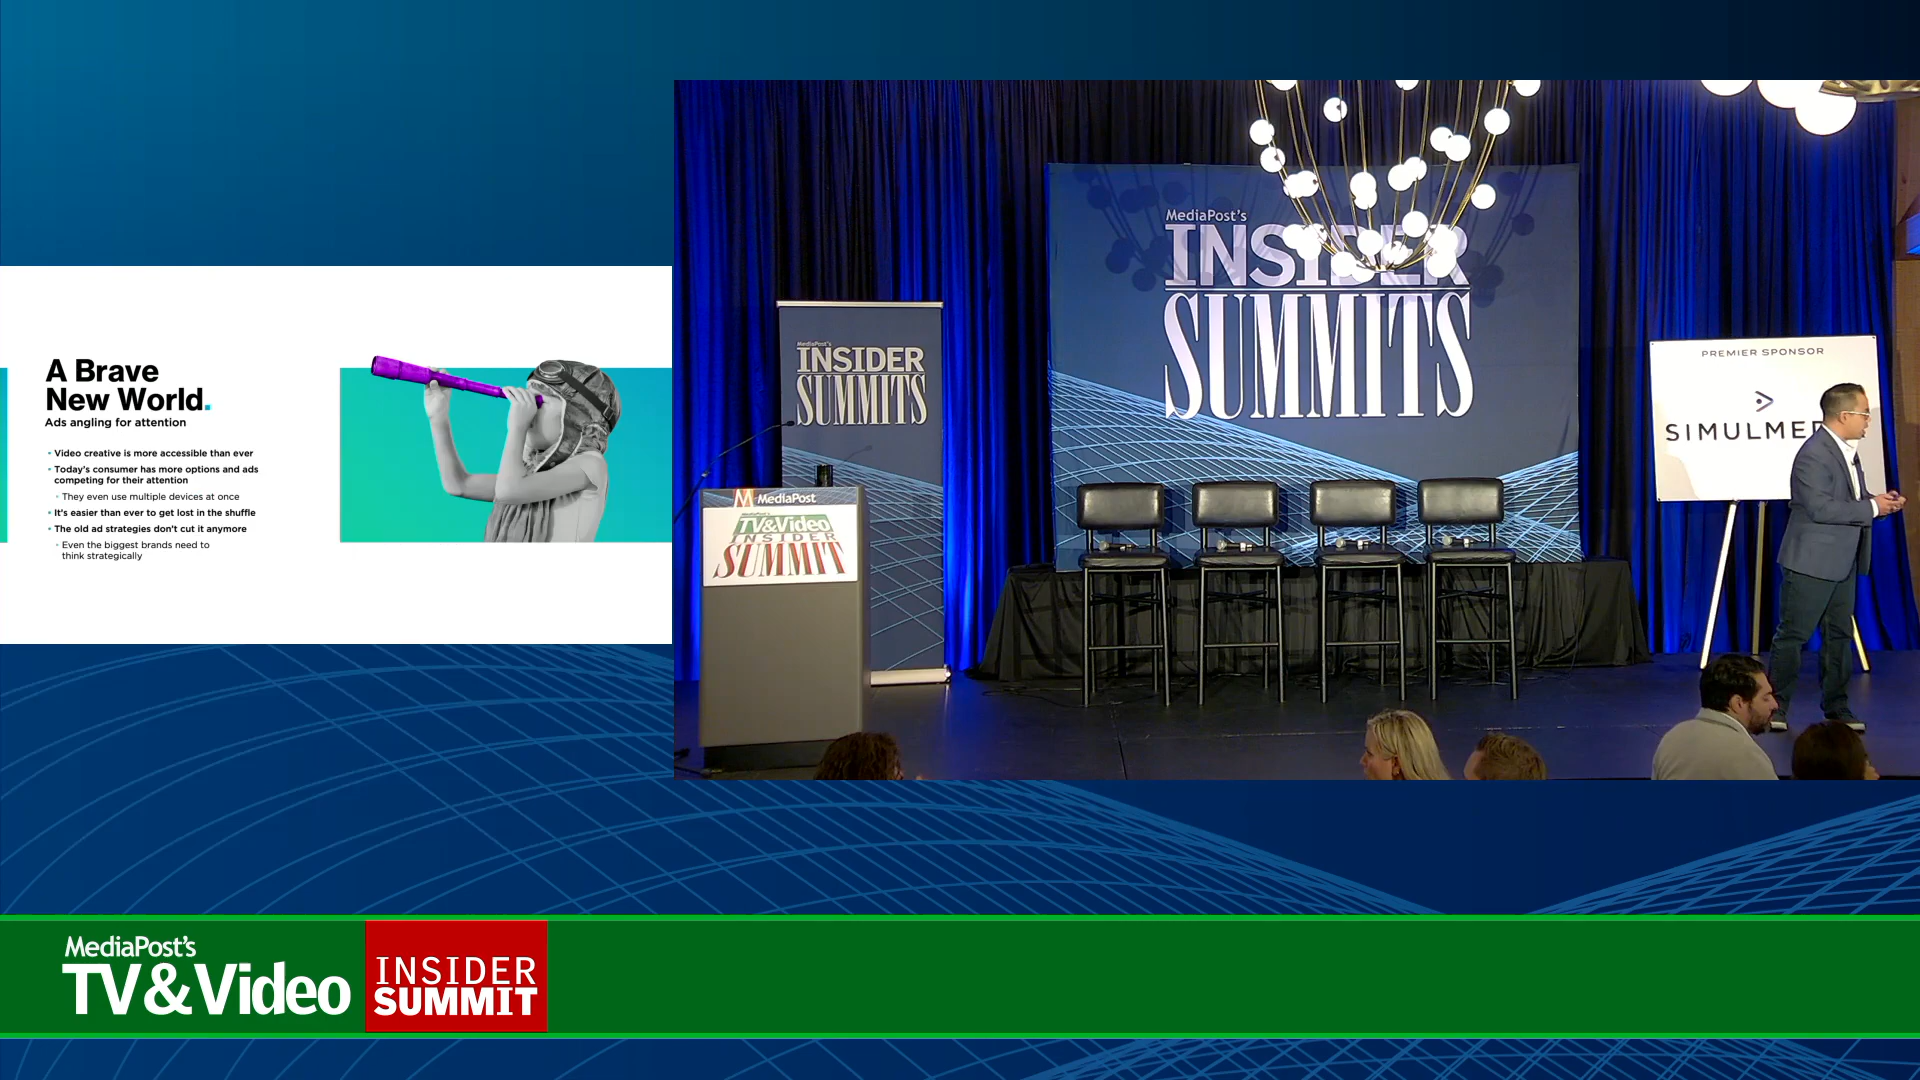 A Brave
New World.
Ads angling for attention
• Video creative is more accessible than ever
• Today's consumer has more options and ads
competing for their attention
◦ They even use multiple devices at once
• It's easier than ever to get lost in the shuffle
• The old ad strategies don't cut it anymore
◦ Even the biggest brands need to
think strategically
MediaPost's
INSIDER
SUMMITS
MediaPost's
INSIDER
SUMMITS
PREMIER SPONSOR
SIMULME
M MediaPost
MediaPost's
TV&Video
INSIDER
SUMMIT
MediaPost's
TV&Video
INSIDER
SUMMIT